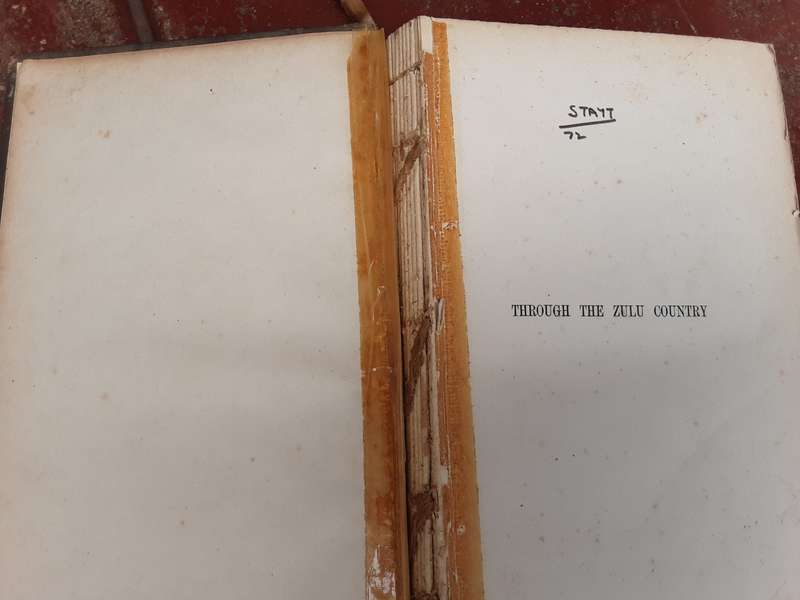 STAYT
72
THROUGH THE ZULU COUNTRY